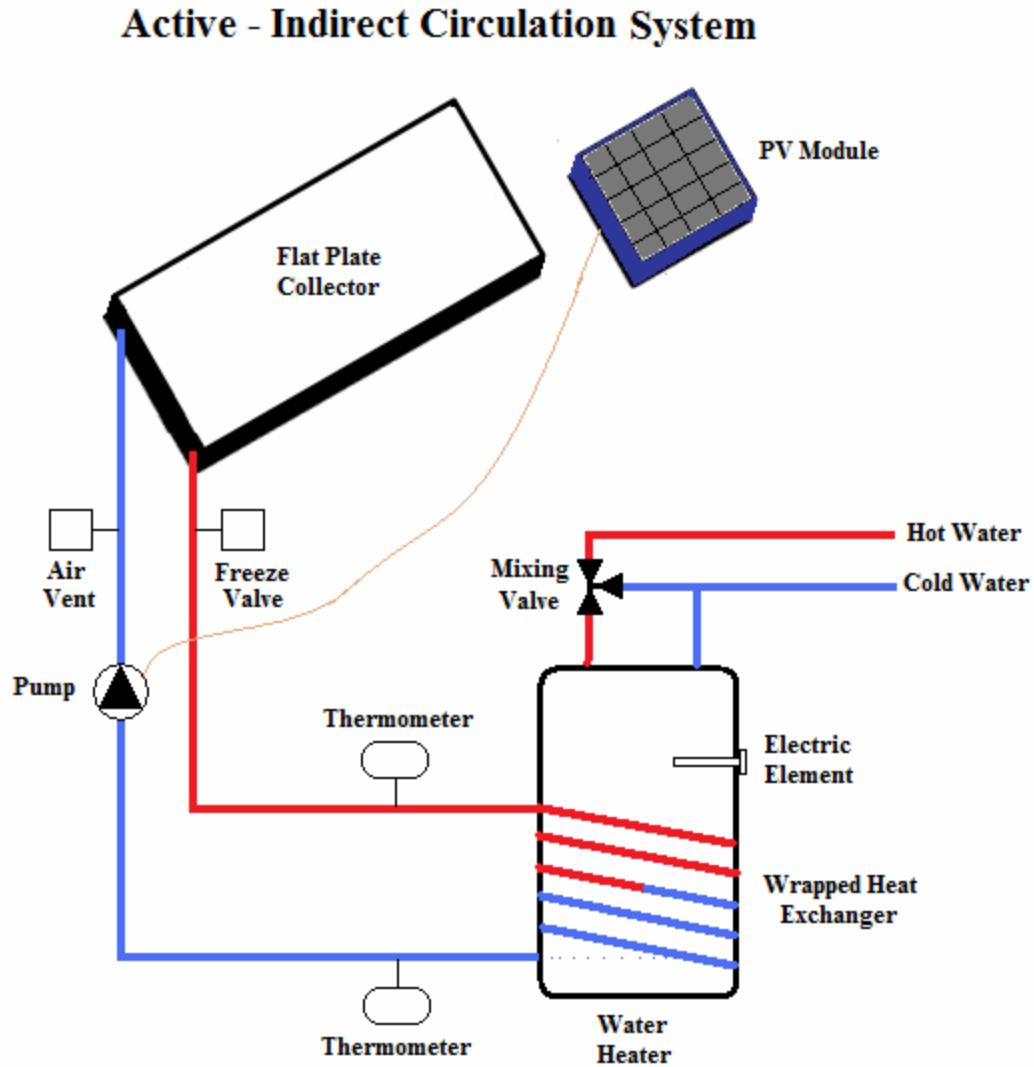 Active - Indirect Circulation System
PV Module
Flat Plate
Collector
Hot Water
Mixing
Valve
Cold Water
Air
Vent
Freeze
Valve
Pump
Thermometer
Electric
Element
Wrapped Heat
Exchanger
Water
Heater
Thermometer